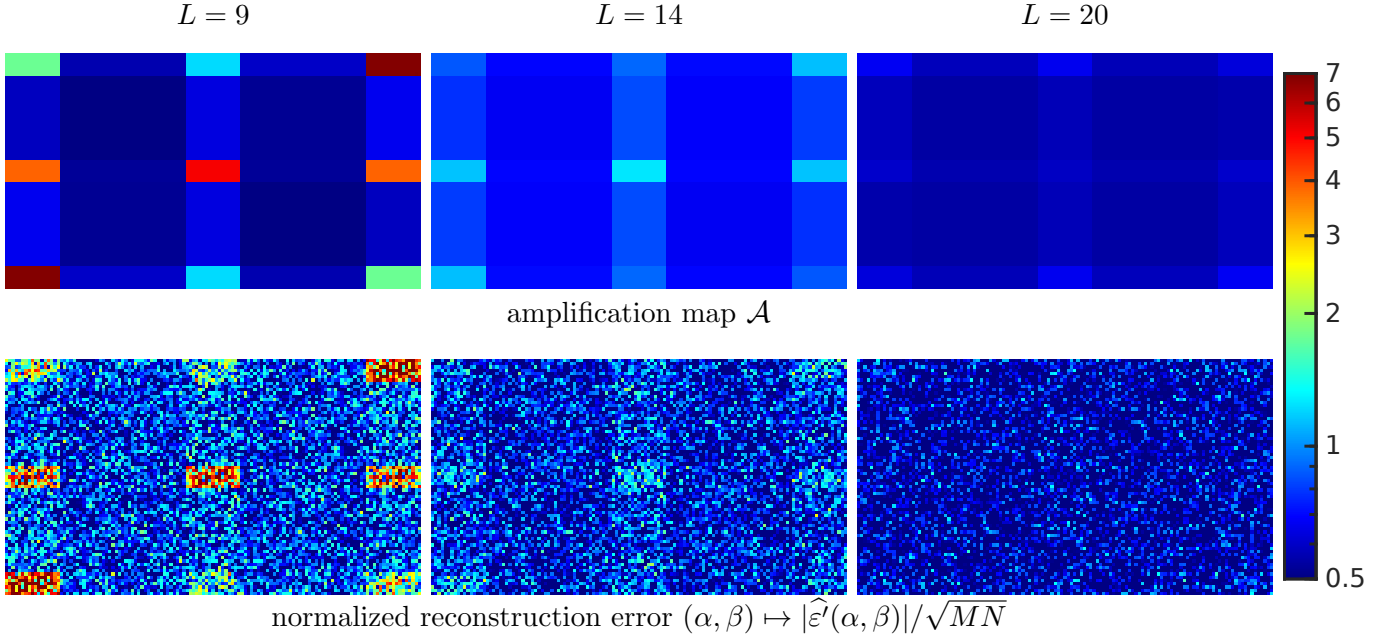 L = 9 L = 14 L = 20
7
6
5
4
3
2
1
0.5
amplification map 𝒜
normalized reconstruction error (α, β) ↦ |ε̂′(α, β)|/√MN